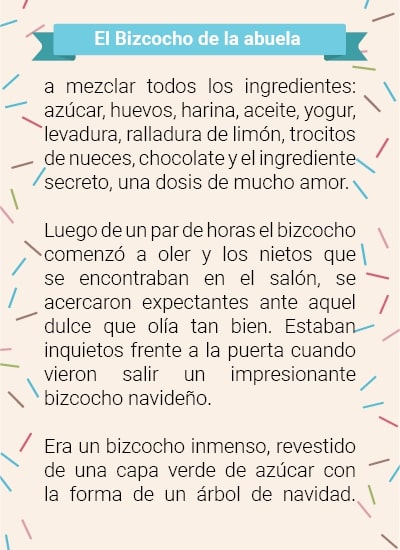 El Bizcocho de la abuela
a mezclar todos los ingredientes:
azúcar, huevos, harina, aceite, yogur,
levadura, ralladura de limón, trocitos
de nueces, chocolate y el ingrediente
secreto, una dosis de mucho amor.
Luego de un par de horas el bizcocho
comenzó a oler y los nietos que
se encontraban en el salón, se
acercaron expectantes ante aquel
dulce que olía tan bien. Estaban
inquietos frente a la puerta cuando
vieron salir un impresionante
bizcocho navideño.
Era un bizcocho inmenso, revestido
de una capa verde de azúcar con
la forma de un árbol de navidad.